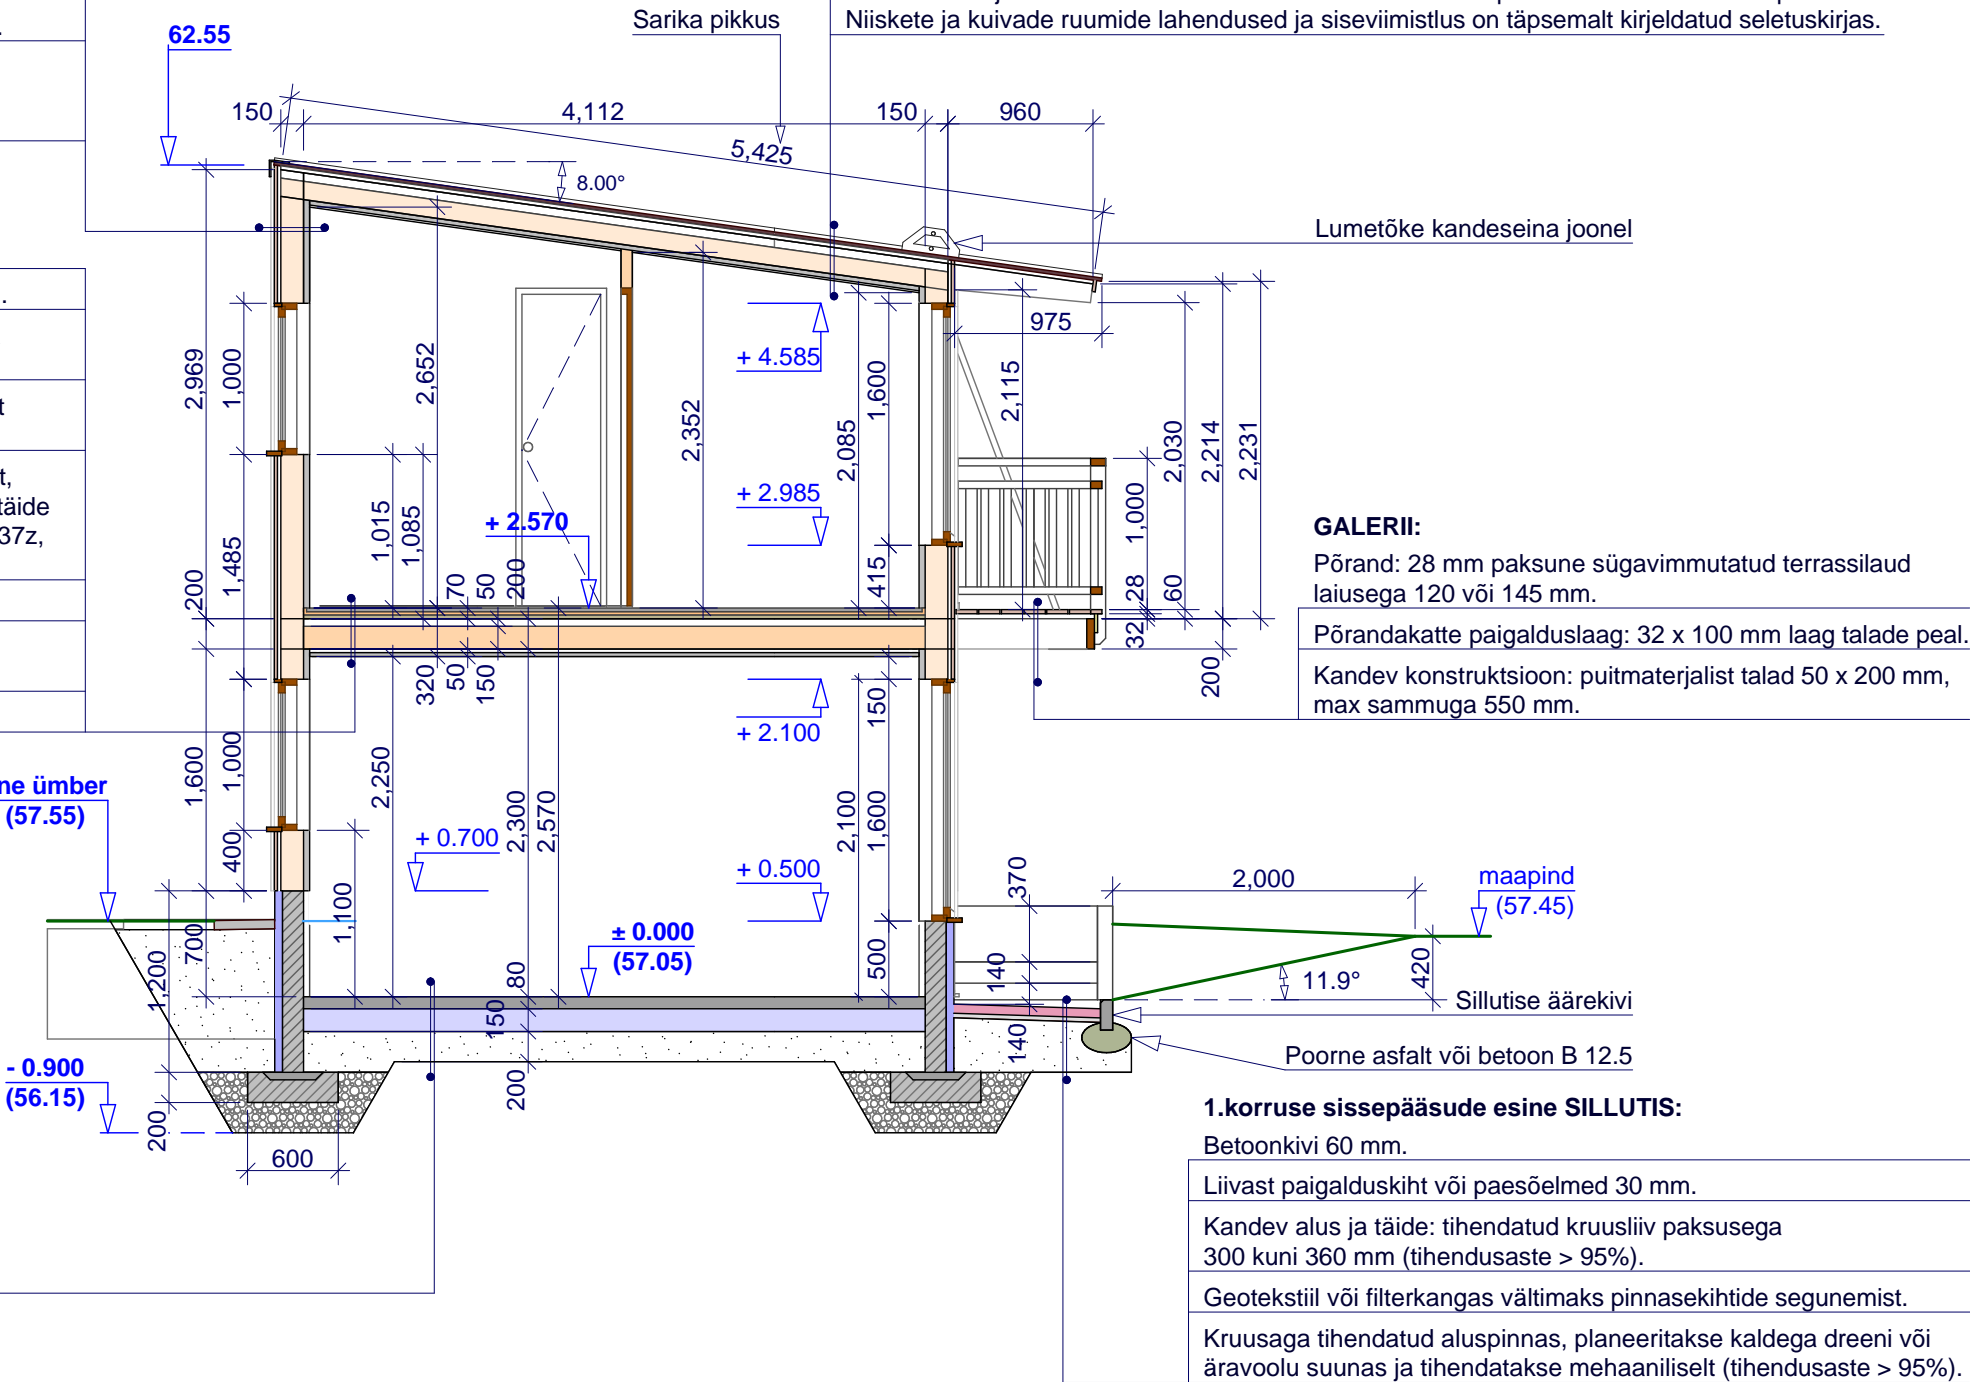 Sarika pikkus
Niiskete ja kuivade ruumide lahendused ja siseviimistlus on täpsemalt kirjeldatud seletuskirjas.
62.55
150
4,112
150
960
5,425
8.00°
Lumetõke kandeseina joonel
975
+ 4.585
2,969
1,000
2,652
2,352
2,085
1,600
2,115
2,030
2,214
2,231
t
t,
täide
37z,
+ 2.985
+ 2.570
1,015
1,085
1,485
200
70
50
200
415
1,000
28
60
32
200
GALERII:
Põrand: 28 mm paksune sügavimmutatud terrassilaud
laiusega 120 või 145 mm.
Põrandakatte paigalduslaag: 32 x 100 mm laag talade peal.
Kandev konstruktsioon: puitmaterjalist talad 50 x 200 mm,
max sammuga 550 mm.
320
50
150
150
+ 2.100
1,600
1,000
2,250
2,300
2,570
2,100
1,600
ne ümber
(57.55)
400
+ 0.700
+ 0.500
1,100
370
2,000
maapind
(57.45)
± 0.000
(57.05)
700
1,200
80
150
500
140
11.9°
420
Sillutise äärekivi
140
Poorne asfalt või betoon B 12.5
- 0.900
(56.15)
200
200
600
1.korruse sissepääsude esine SILLUTIS:
Betoonkivi 60 mm.
Liivast paigalduskiht või paesõelmed 30 mm.
Kandev alus ja täide: tihendatud kruusliiv paksusega
300 kuni 360 mm (tihendusaste > 95%).
Geotekstiil või filterkangas vältimaks pinnasekihtide segunemist.
Kruusaga tihendatud aluspinnas, planeeritakse kaldega dreeni või
äravoolu suunas ja tihendatakse mehaaniliselt (tihendusaste > 95%).